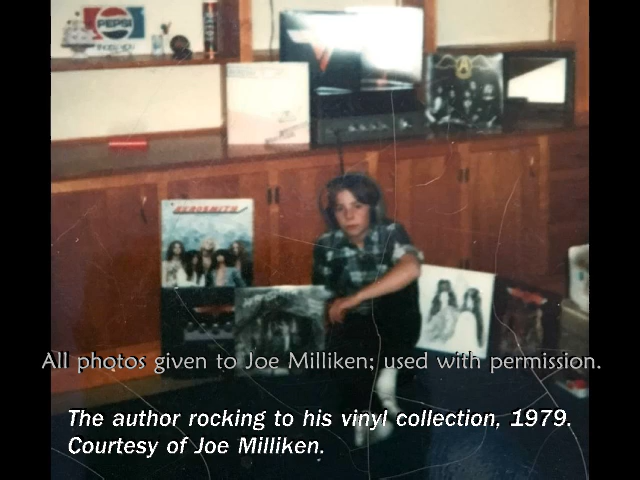 PEPSI
AEROSMITH
All photos given to Joe Milliken; used with permission.
The author rocking to his vinyl collection, 1979.
Courtesy of Joe Milliken.